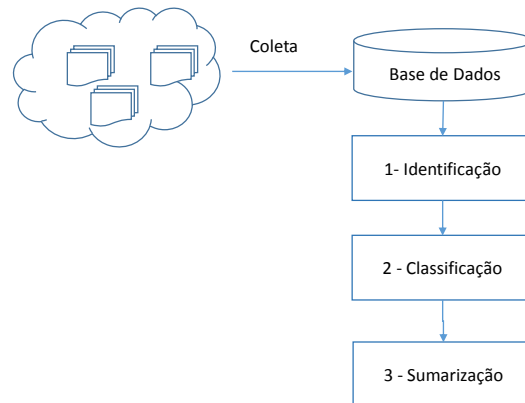 Coleta
Base de Dados
1- Identificação
2 - Classificação
3 - Sumarização